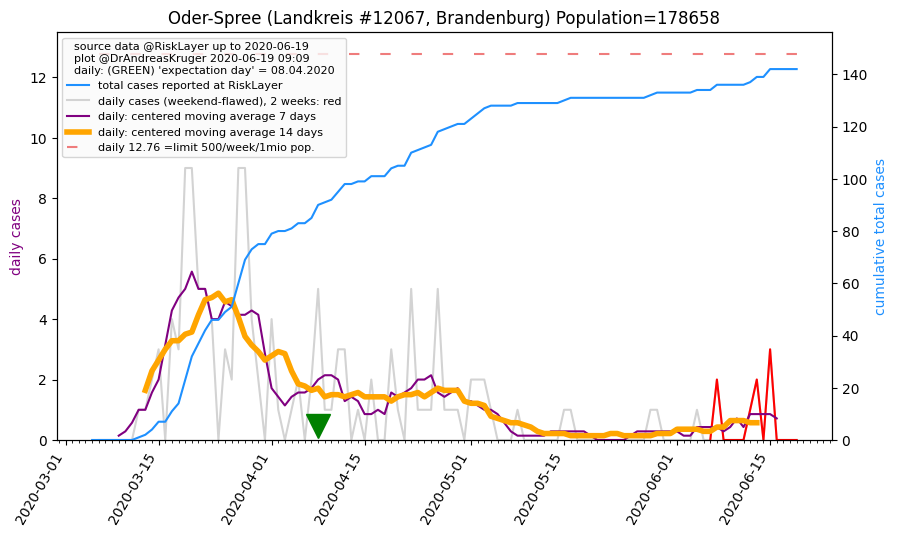 Oder-Spree (Landkreis #12067, Brandenburg) Population=178658
source data @RiskLayer up to 2020-06-19
plot @DrAndreasKruger 2020-06-19 09:09
daily: (GREEN) 'expectation day' = 08.04.2020
total cases reported at RiskLayer
daily cases (weekend-flawed), 2 weeks: red
daily: centered moving average 7 days
daily: centered moving average 14 days
daily 12.76 =limit 500/week/1mio pop.
daily cases
12
10
8
6
4
2
0
140
120
100
80
60
40
20
0
cumulative total cases
2020-03-01
2020-03-15
2020-04-01
2020-04-15
2020-05-01
2020-05-15
2020-06-01
2020-06-15